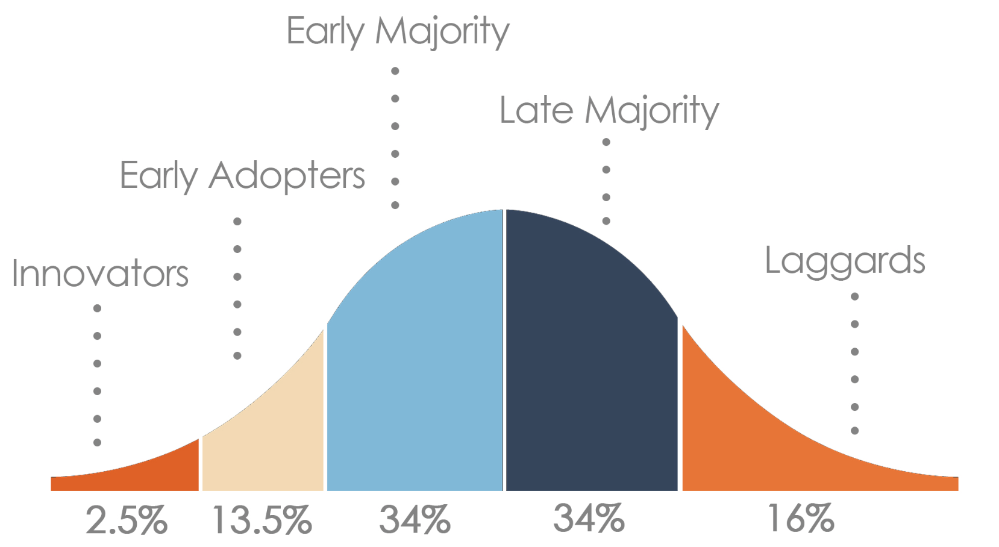 Early Majority
Late Majority
Early Adopters
Laggards
Innovators
2.5%
13.5%
34%
34%
16%